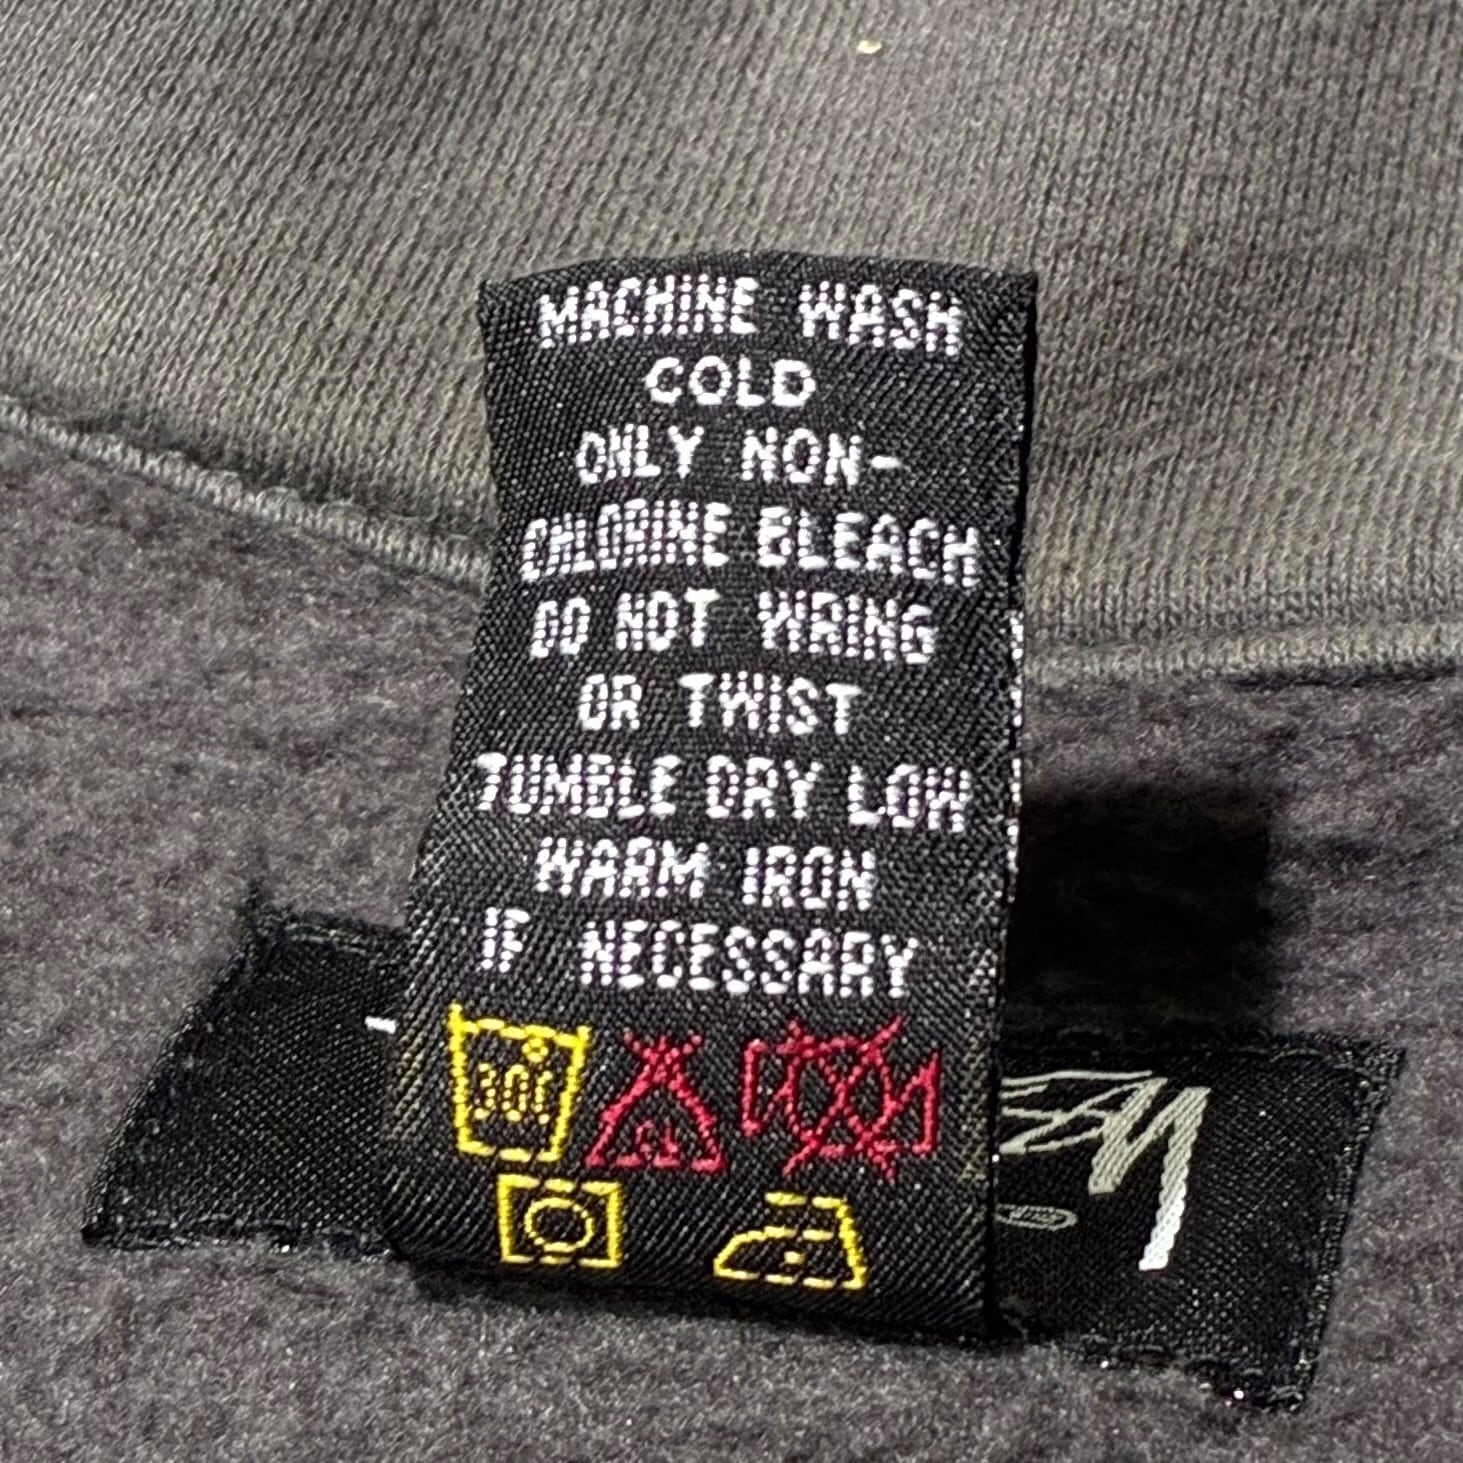 MACHINE WASH
COLD
ONLY NON-
CHLORINE BLEACH
DO NOT WRING
OR TWIST
TUMBLE DRY LOW
WARM IRON
IF NECESSARY
30C
CL